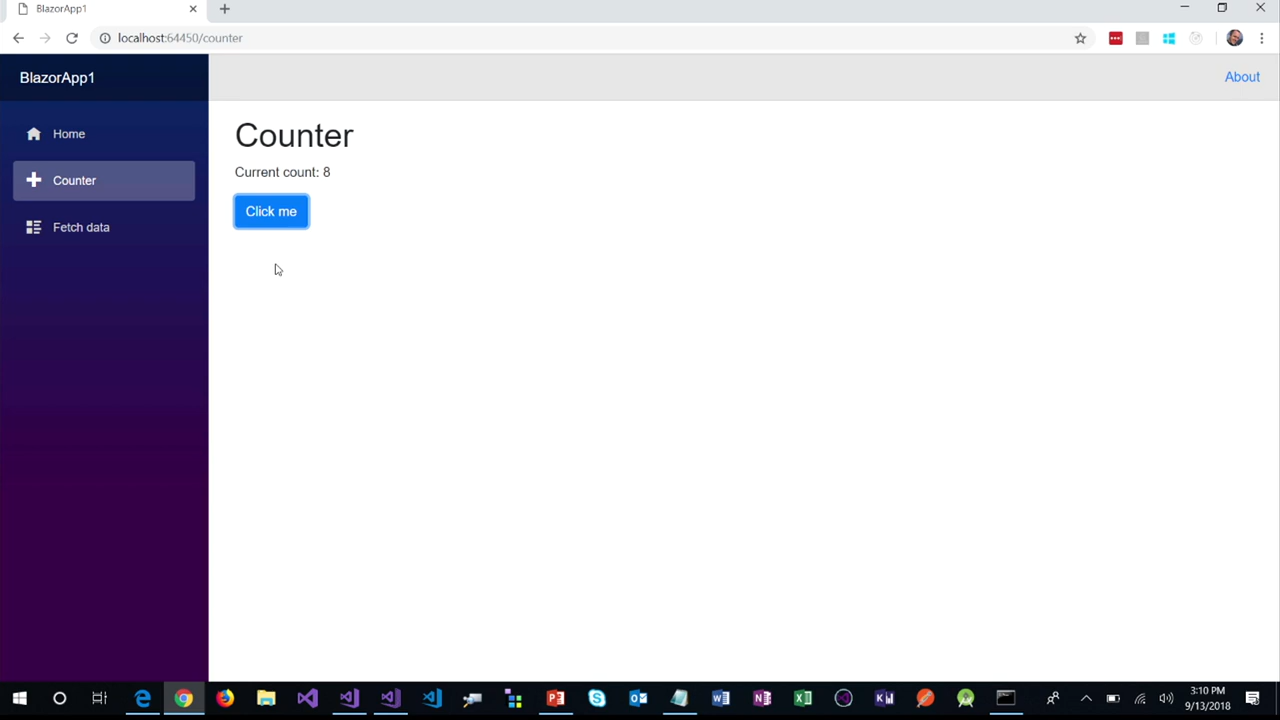 BlazorApp1
localhost:64450/counter
BlazorApp1
About
Home
Counter
Fetch data
Counter
Current count: 8
Click me
3:10 PM
9/13/2018